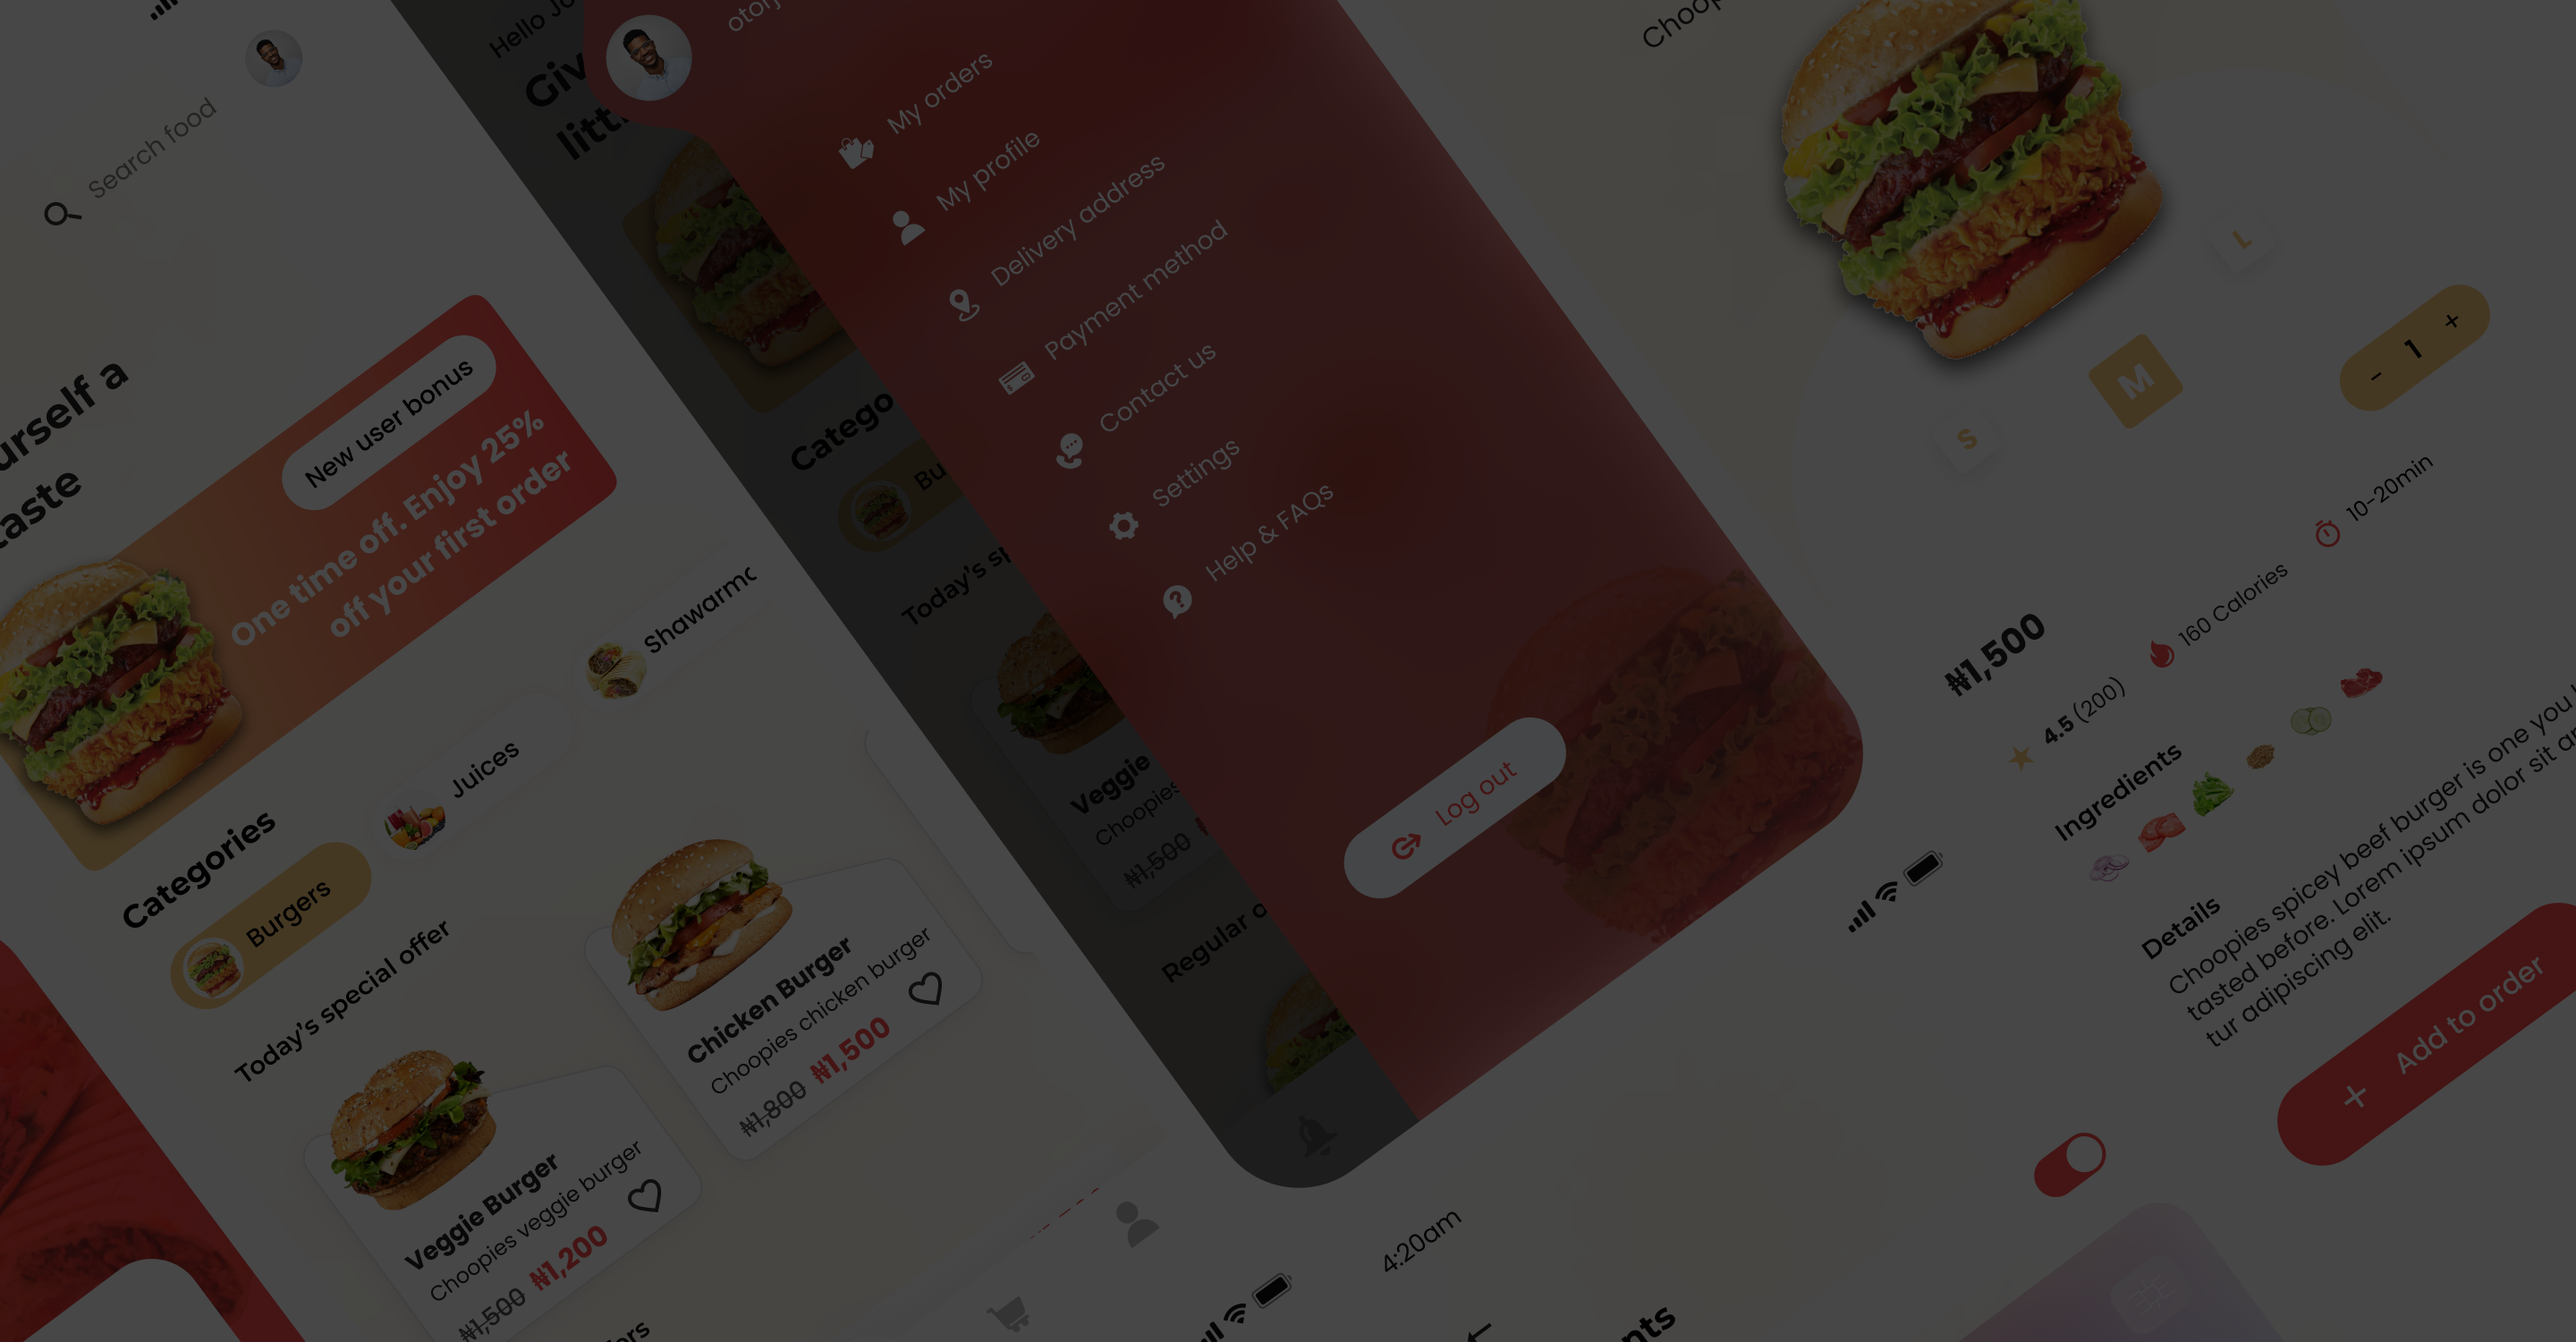 Search food
urself a
taste
New user bonus
One time off. Enjoy 25%
off your first order
Categories
Burgers
Juices
Shawarma
Today's special offer
Veggie Burger
Choopies veggie burger
₦1,500 ₦1,200
Chicken Burger
Choopies chicken burger
₦1,800 ₦1,500
Hello Jo
Giv
litt
Catego
Bu
Today's sp
Veggie
Choopies
₦1,500
Regular o
My orders
My profile
Delivery address
Payment method
Contact us
Settings
Help & FAQs
Log out
Choop
S
M
L
- 1 +
₦1,500
4.5 (200)
160 Calories
10-20min
Ingredients
Details
Choopies spicey beef burger is one you
tasted before. Lorem ipsum dolor sit
tur adipiscing elit.
+ Add to order
4:20am
nts